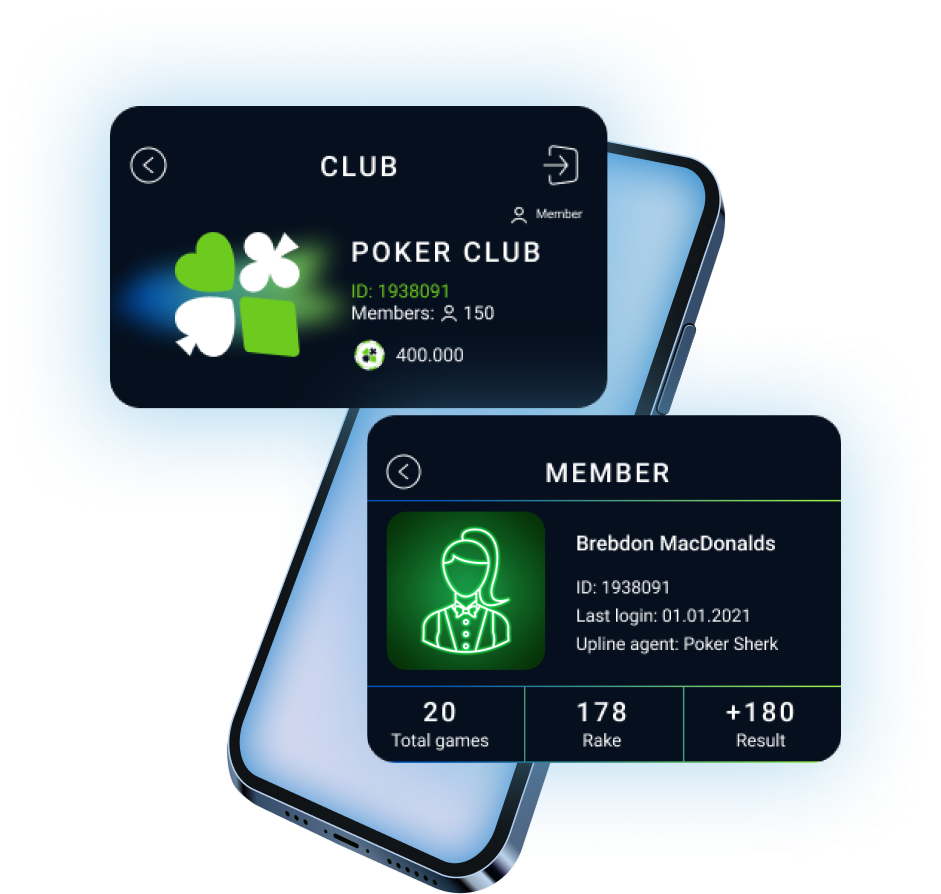 CLUB
Member
POKER CLUB
ID: 1938091
Members: 150
400.000
MEMBER
Brebdon MacDonalds
ID: 1938091
Last login: 01.01.2021
Upline agent: Poker Sherk
20 178 +180
Total games Rake Result